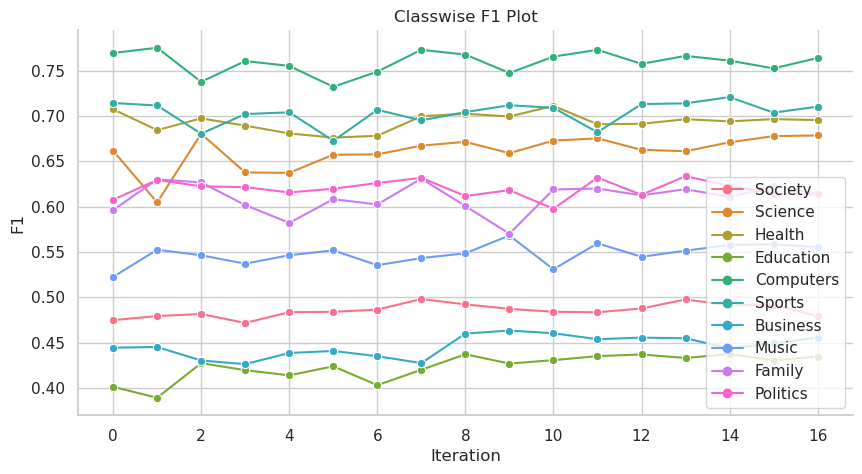 Classwise F1 Plot
F1
0.75
0.70
0.65
0.60
0.55
0.50
0.45
0.40
0 2 4 6 8 10 12 14 16
Iteration
Society
Science
Health
Education
Computers
Sports
Business
Music
Family
Politics